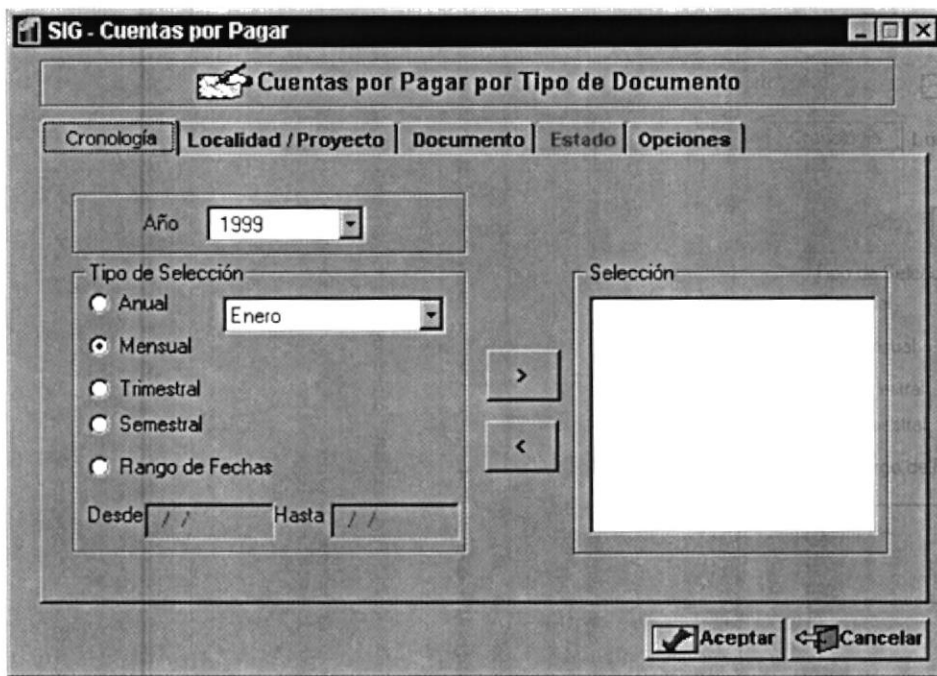 SIG - Cuentas por Pagar
Cuentas por Pagar por Tipo de Documento
Cronología Localidad / Proyecto Documento Estado Opciones
Año 1999
Tipo de Selección
Anual
Enero
Mensual
Trimestral
Semestral
Rango de Fechas
Desde / / Hasta / /
>
<
Selección
Aceptar Cancelar